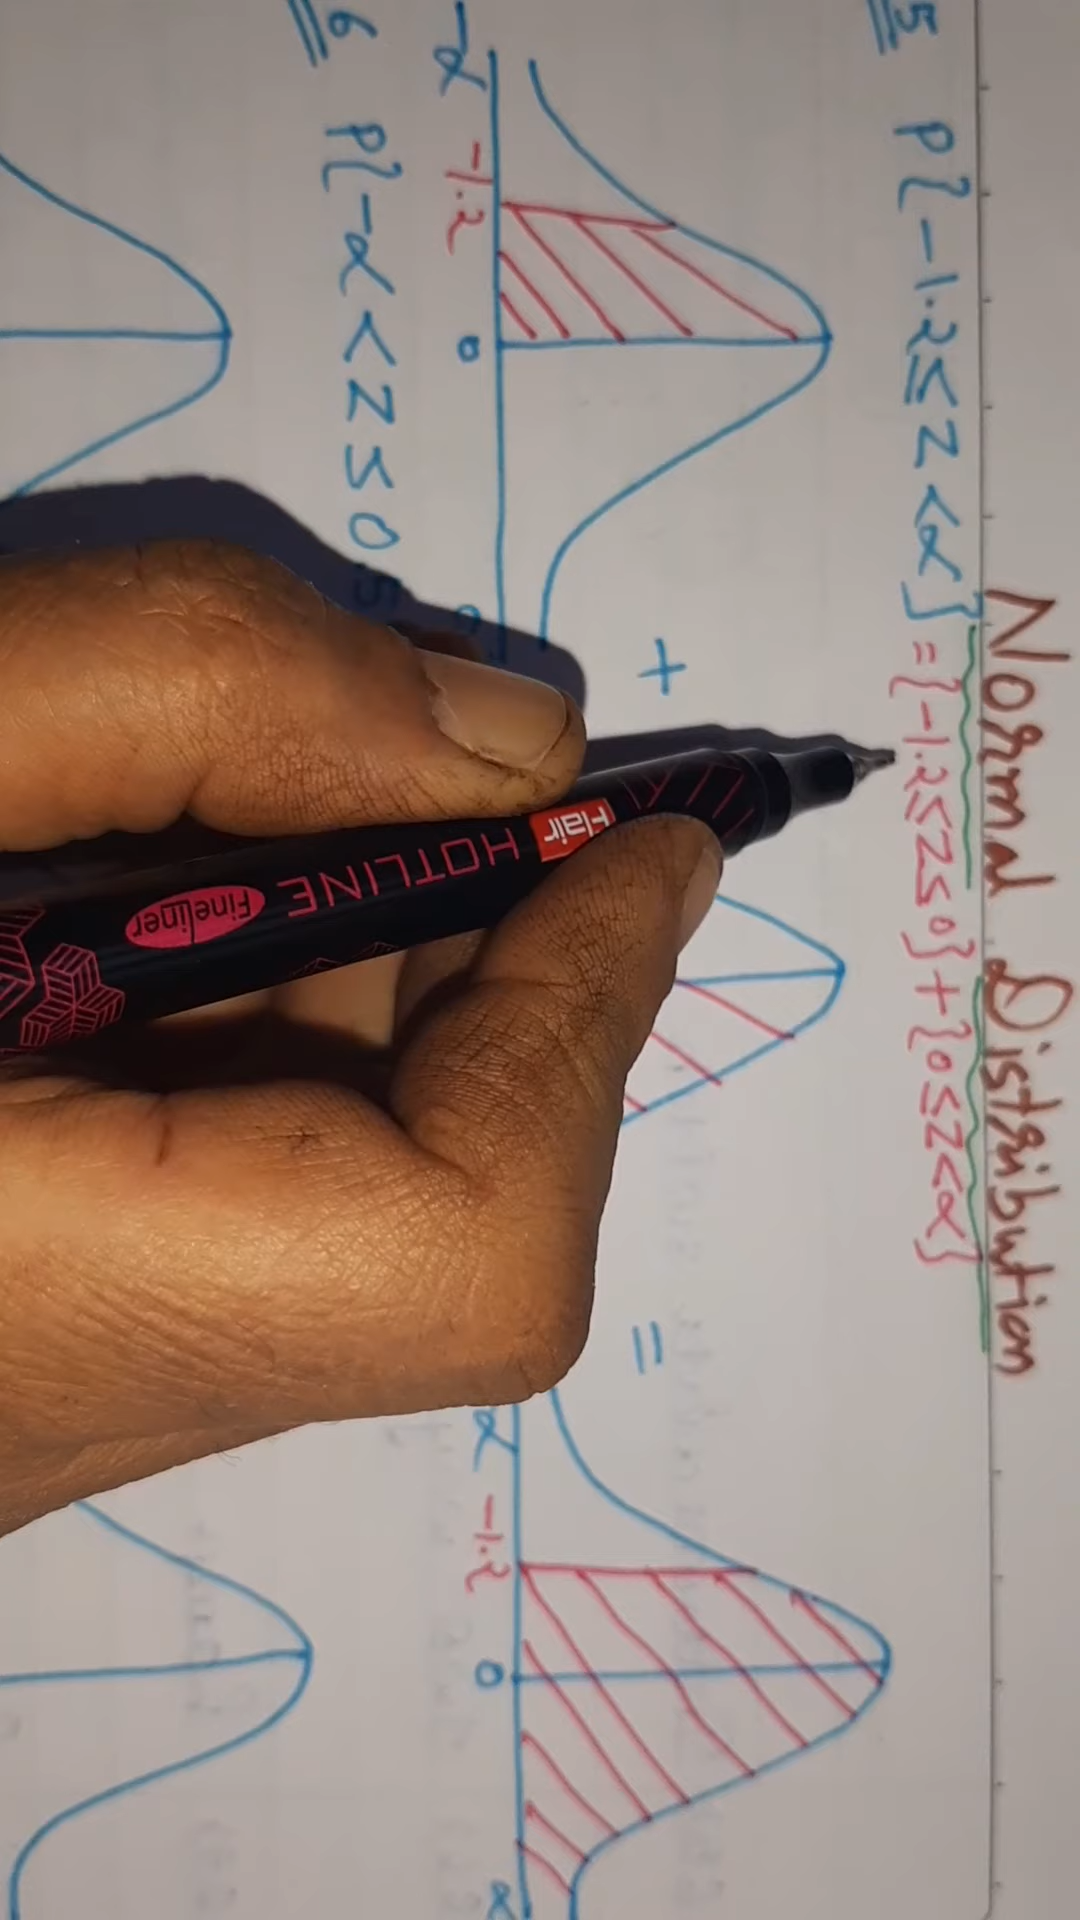 Normal Distribution
5 P{-1.2≤Z<α}={-1.2≤Z≤0}+{0≤Z<α}
+ =
-α -1.2 0
α -1.2 0 α
6 P{-α<Z≤0.5
Flair HOTLINE FineLiner